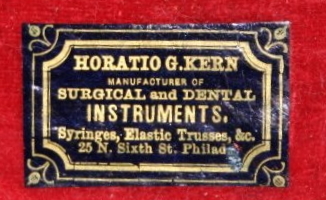 HORATIO G. KERN
MANUFACTURER OF
SURGICAL and DENTAL
INSTRUMENTS.
Syringes, Elastic Trusses, &c.
25 N. Sixth St. Philad